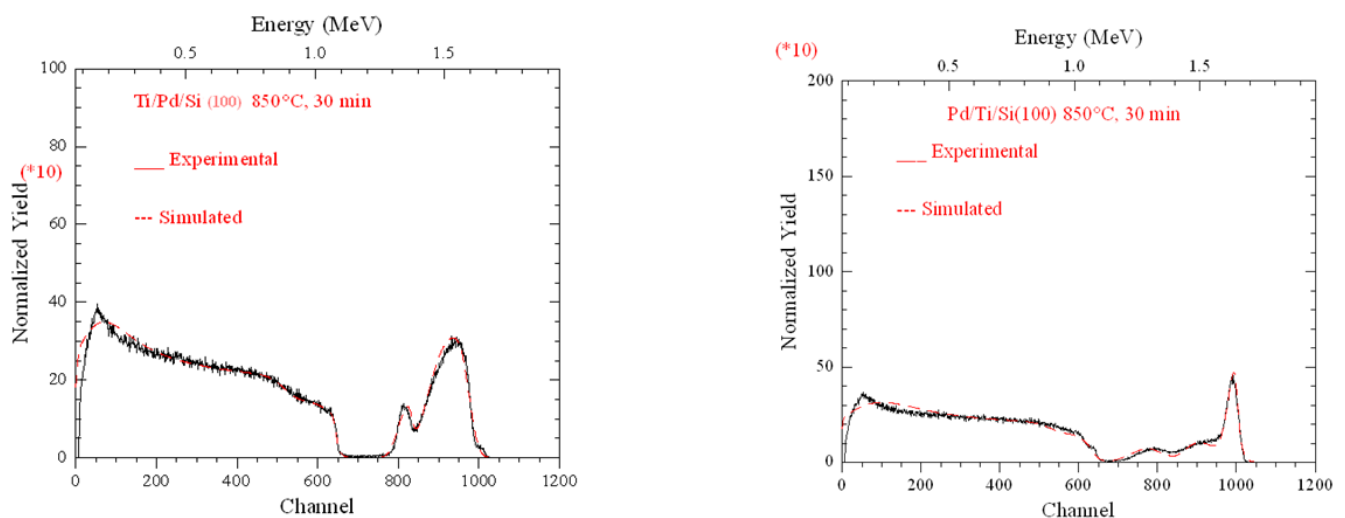 Energy (MeV)
0.5 1.0 1.5
100
80
60
40
20
0
(*10)
Normalized Yield
Ti/Pd/Si (100) 850°C, 30 min
Experimental
Simulated
0 200 400 600 800 1000 1200
Channel
Energy (MeV)
(*10)
0.5 1.0 1.5
200
150
100
100
50
0
Normalized Yield
Pd/Ti/Si(100) 850°C, 30 min
Experimental
Simulated
0 200 400 600 800 1000 1200
Channel